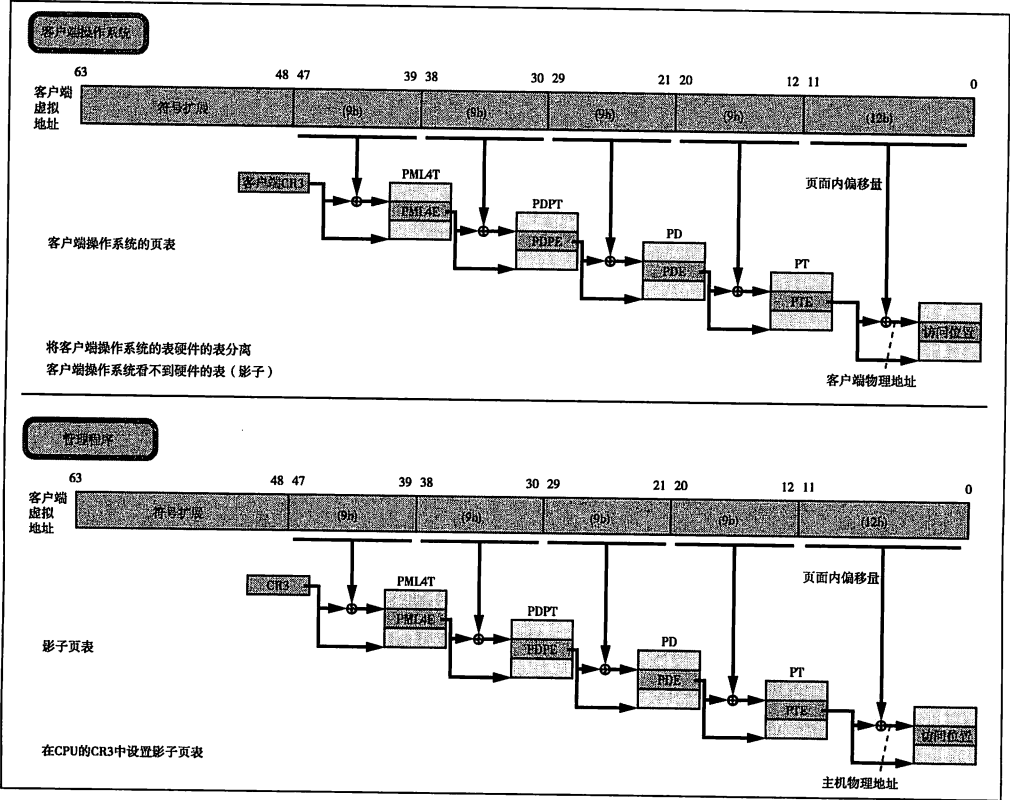 客户端操作系统
63 48 47 39 38 30 29 21 20 12 11 0
客户端
虚拟
地址
符号扩展 (9b) (9b) (9b) (9b) (12b)
页面内偏移量
客户端CR3
PML4T
PML4E
PDPT
PDPE
PD
PDE
PT
PTE
访问位置
客户端操作系统的页表
将客户端操作系统的表硬件的表分离
客户端操作系统看不到硬件的表（影子）
客户端物理地址
管理程序
63 48 47 39 38 30 29 21 20 12 11 0
客户端
虚拟
地址
符号扩展 (9b) (9b) (9b) (9b) (12b)
页面内偏移量
CR3
PML4T
PML4E
PDPT
PDPE
PD
PDE
PT
PTE
访问位置
影子页表
在CPU的CR3中设置影子页表
主机物理地址